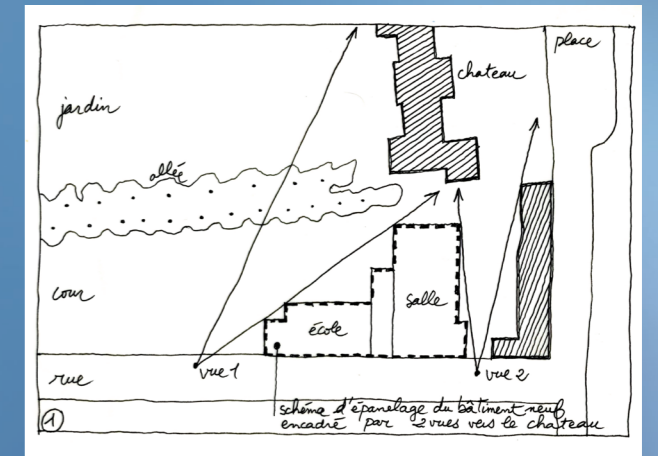 place
chateau
jardin
allée
cour
salle
école
rue
vue 1
vue 2
schéma d'épanelage du bâtiment neuf
encadré par 2 vues vers le chateau
1